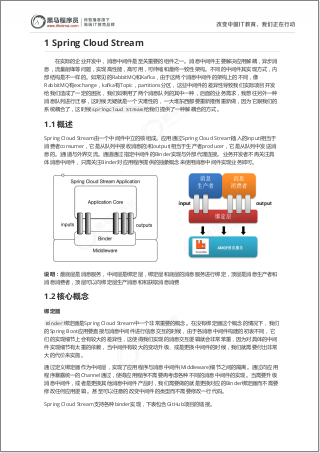 黑马程序员
www.itheima.com
传智播客旗下
高端IT教育品牌
改变中国IT教育，我们正在行动
1 Spring Cloud Stream
在实际的企业开发中，消息中间件是至关重要的组件之一。消息中间件主要解决应用解耦，异步消
息，流量削锋等问题，实现高性能，高可用，可伸缩和最终一致性架构。不同的中间件其实现方式，内
部结构是不一样的。如常见的RabbitMQ和Kafka，由于这两个消息中间件的架构上的不同，像
RabbitMQ有exchange，kafka有Topic，partitions分区，这些中间件的差异性导致我们实际项目开发
给我们造成了一定的困扰，我们如果用了两个消息队列的其中一种，后面的业务需求，我想往另外一种
消息队列进行迁移，这时候无疑就是一个灾难性的，一大堆东西都要重新推倒重新做，因为它跟我们的
系统耦合了，这时候 springcloud Stream 给我们提供了一种解耦合的方式。
1.1 概述
Spring Cloud Stream由一个中间件中立的核组成。应用通过Spring Cloud Stream插入的input(相当于
消费者consumer，它是从队列中接收消息的)和output(相当于生产者producer，它是从队列中发送消
息的。)通道与外界交流。通道通过指定中间件的Binder实现与外部代理连接。业务开发者不再关注具
体消息中间件，只需关注Binder对应用程序提供的抽象概念来使用消息中间件实现业务即可。
Spring Cloud Stream Application
Application Core
inputs
outputs
Binder
Middleware
消息
生产者
消息
消费者
input
output
绑定层
AMQP消息服务
说明：最底层是消息服务，中间层是绑定层，绑定层和底层的消息服务进行绑定，顶层是消息生产者和
消息消费者，顶层可以向绑定层生产消息和和获取消息消费
1.2 核心概念
绑定器
Binder 绑定器是Spring Cloud Stream中一个非常重要的概念。在没有绑定器这个概念的情况下，我们
的Spring Boot应用要直接与消息中间件进行信息交互的时候，由于各消息中间件构建的初衷不同，它
们的实现细节上会有较大的差异性，这使得我们实现的消息交互逻辑就会非常笨重，因为对具体的中间
件实现细节有太重的依赖，当中间件有较大的变动升级、或是更换中间件的时候，我们就需要付出非常
大的代价来实施。
通过定义绑定器作为中间层，实现了应用程序与消息中间件(Middleware)细节之间的隔离。通过向应用
程序暴露统一的Channel通过，使得应用程序不需要再考虑各种不同的消息中间件的实现。当需要升级
消息中间件，或者是更换其他消息中间件产品时，我们需要做的就是更换对应的Binder绑定器而不需要
修改任何应用逻辑 。甚至可以任意的改变中间件的类型而不需要修改一行代码。
Spring Cloud Stream支持各种binder实现，下表包含GitHub项目的链接。